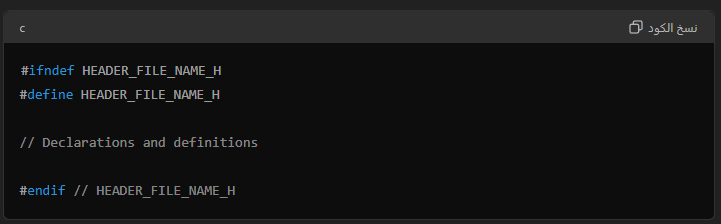 c
نسخ الكود
#ifndef HEADER_FILE_NAME_H
#define HEADER_FILE_NAME_H
// Declarations and definitions
#endif // HEADER_FILE_NAME_H